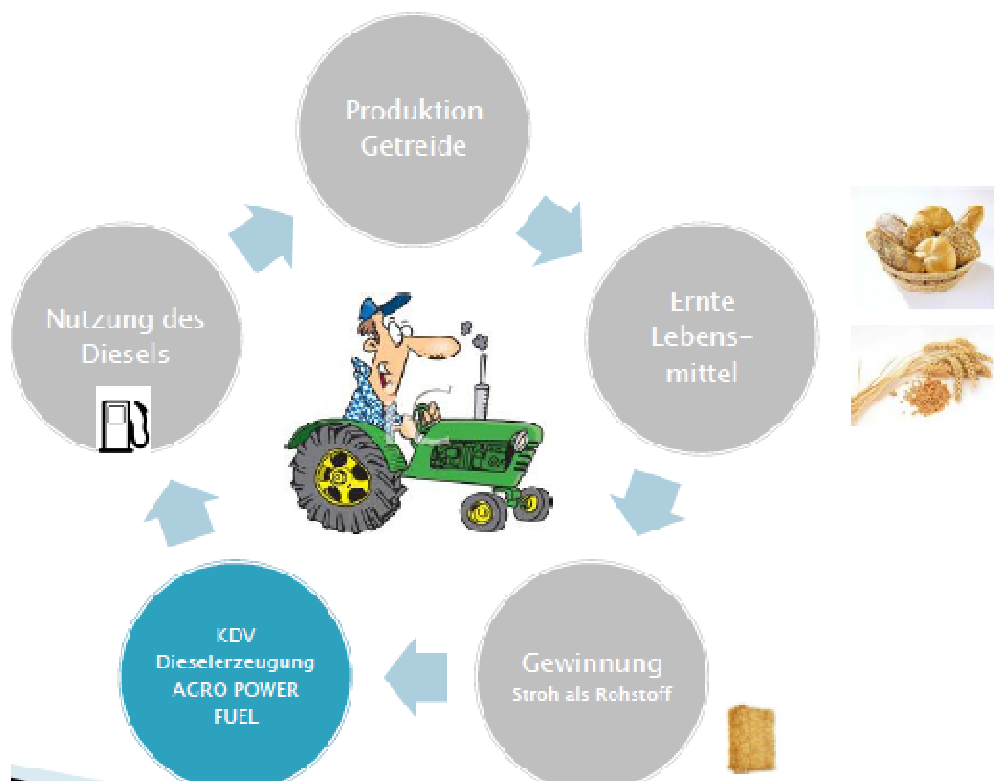 Produktion
Getreide
Ernte
Lebens-
mittel
Gewinnung
Stroh als Rohstoff
KDV
Dieselerzeugung
ACRO POWER
FUEL
Nutzung des
Diesels